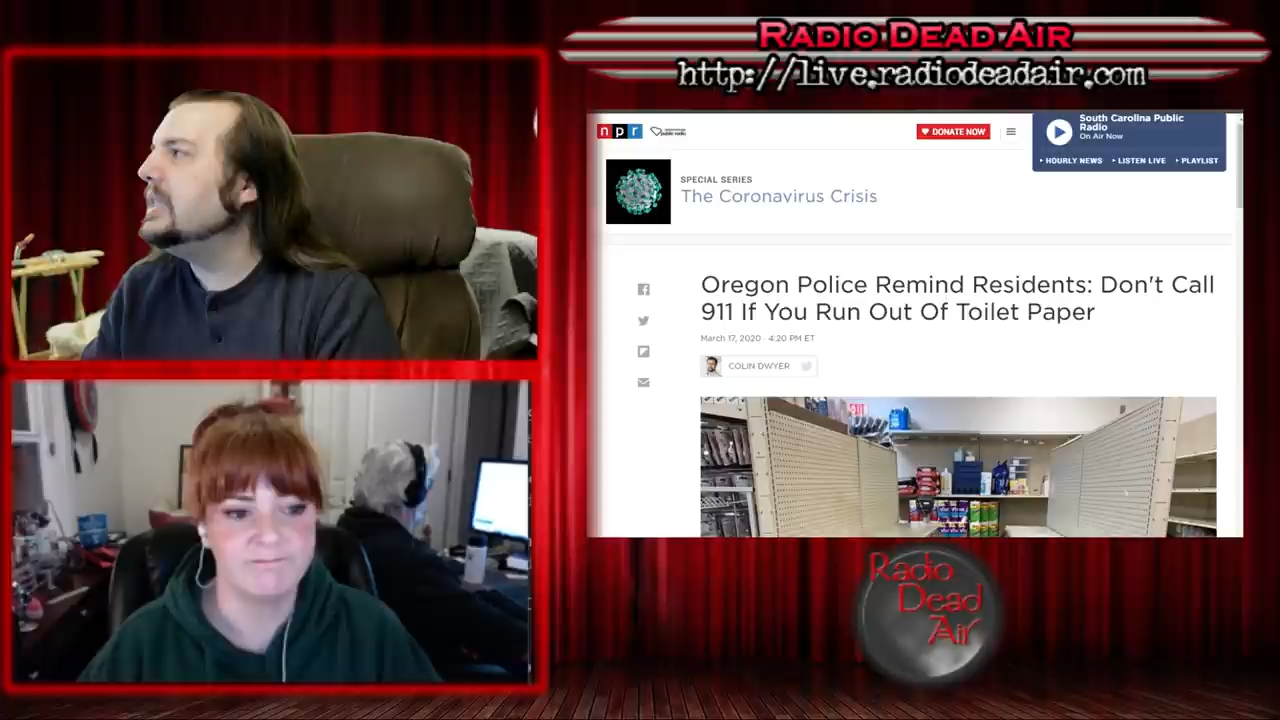 RADIO DEAD AIR
http://live.radiodeadair.com
npr
DONATE NOW
South Carolina Public
Radio
On Air Now
HOURLY NEWS
LISTEN LIVE
PLAYLIST
SPECIAL SERIES
The Coronavirus Crisis
Oregon Police Remind Residents: Don't Call
911 If You Run Out Of Toilet Paper
March 17, 2020 · 4:20 PM ET
COLIN DWYER
EXIT
Radio
Dead
Air